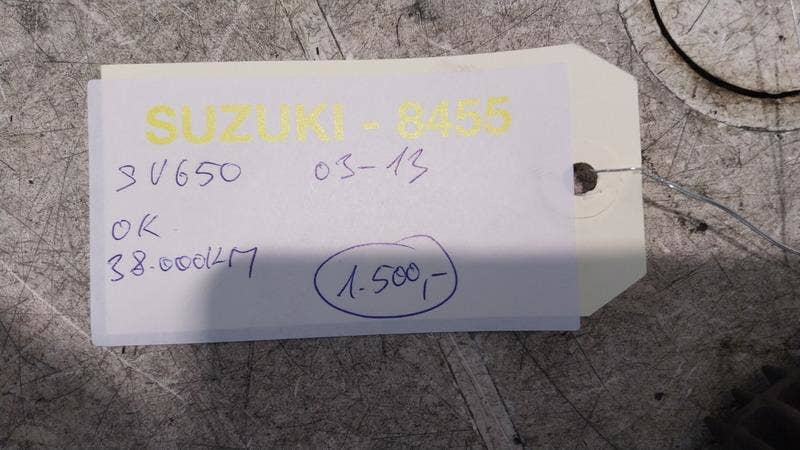 SUZUKI - 8455
SV650 03-13
OK
38.000KM
1.500,-